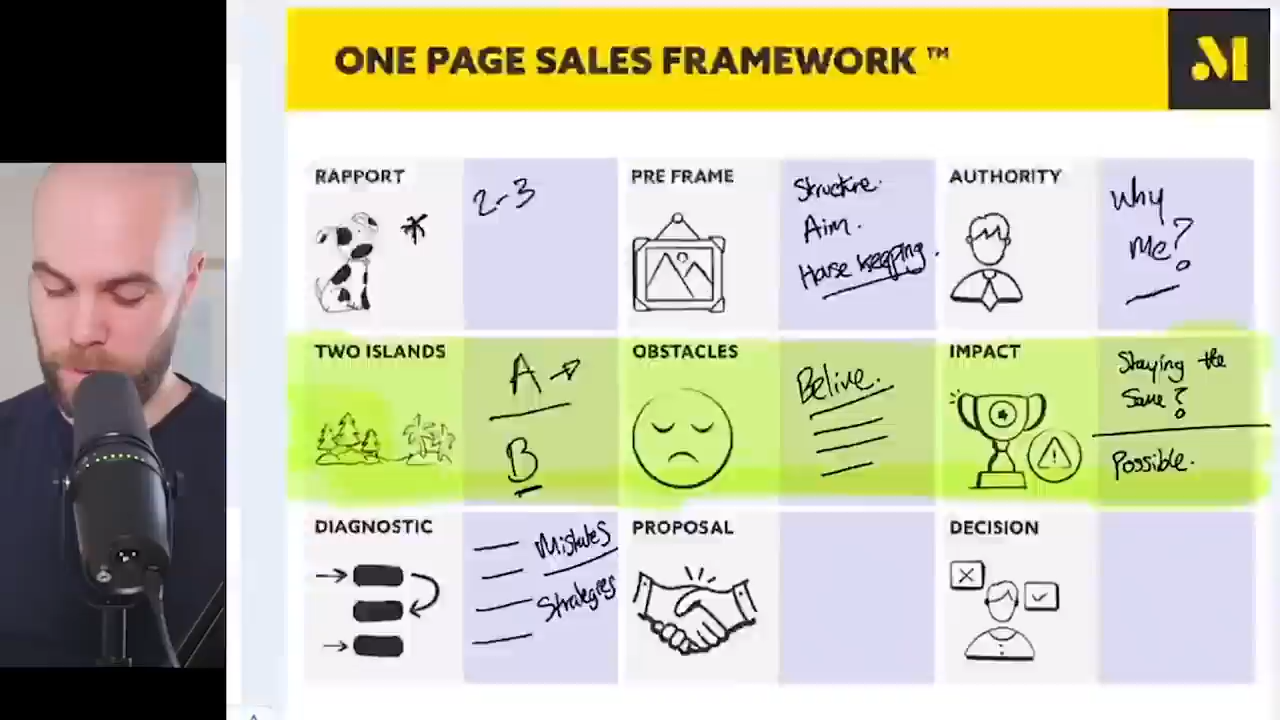 ONE PAGE SALES FRAMEWORK ™
M
RAPPORT
2-3
PRE FRAME
Structure.
Aim.
House keeping.
AUTHORITY
Why
Me?
TWO ISLANDS
A
B
OBSTACLES
Belive.
IMPACT
Staying the
Same?
Possible.
DIAGNOSTIC
Mistakes
Strategies
PROPOSAL
DECISION